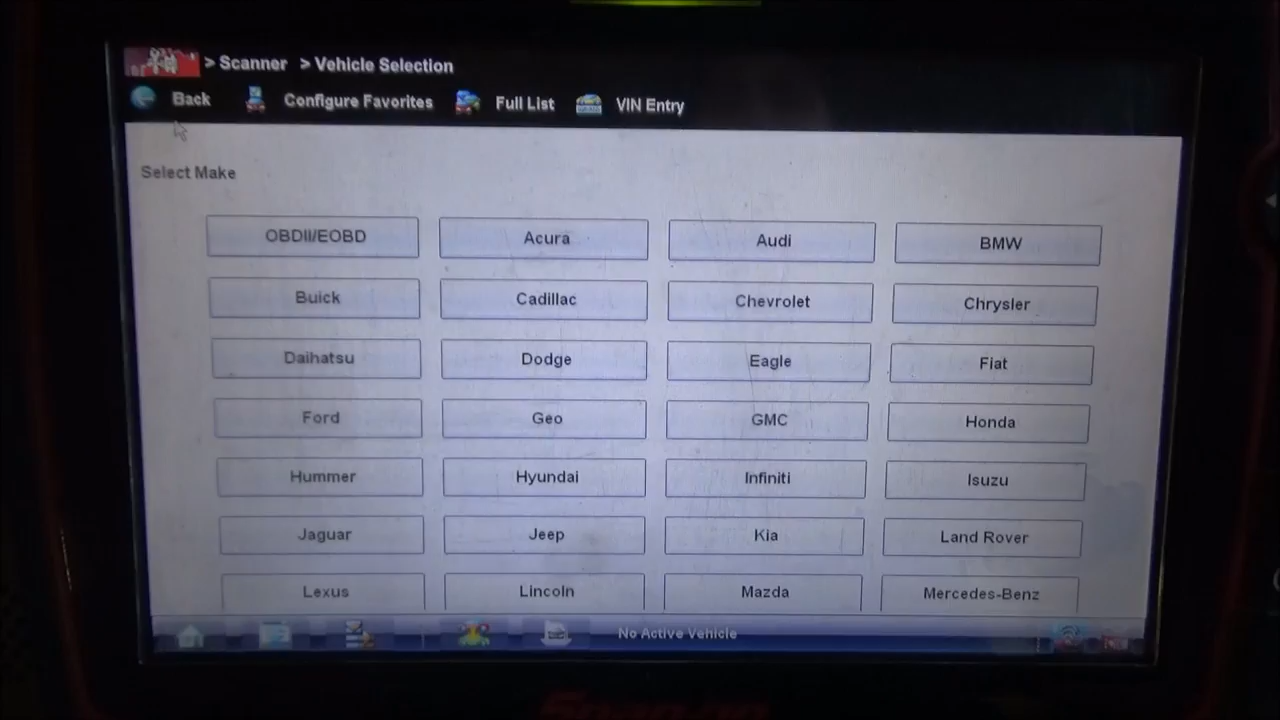 > Scanner > Vehicle Selection
Back Configure Favorites Full List VIN Entry
Select Make
OBDII/EOBD Acura Audi BMW
Buick Cadillac Chevrolet Chrysler
Daihatsu Dodge Eagle Fiat
Ford Geo GMC Honda
Hummer Hyundai Infiniti Isuzu
Jaguar Jeep Kia Land Rover
Lexus Lincoln Mazda Mercedes-Benz
No Active Vehicle
Snap-on